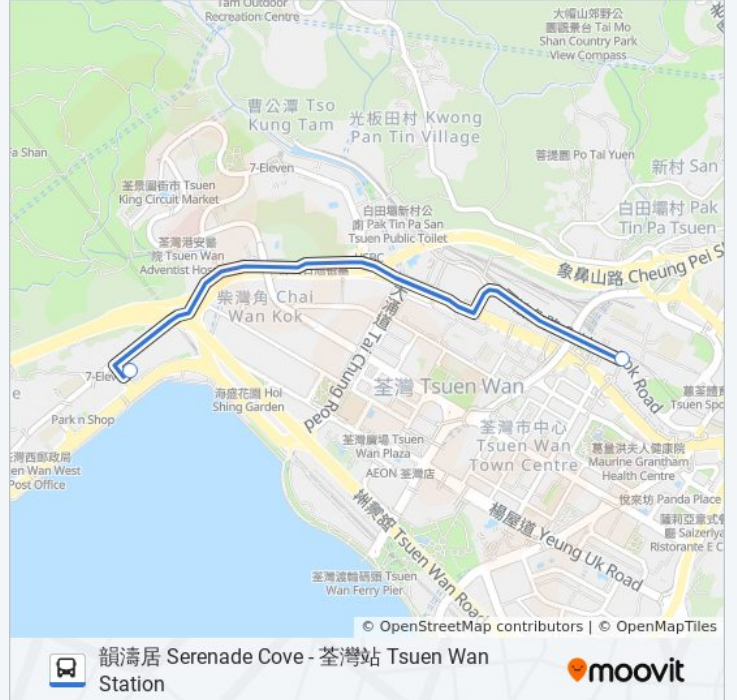 Tam Outdoor
Recreation Centre
大帽山郊野公
園觀景台 Tai Mo
Shan Country Park
View Compass
曹公潭 Tso
Kung Tam
光板田村 Kwong
Pan Tin Village
a Shan
7-Eleven
菩提園 Po Tai Yuen
新村 San
荃景圍街市 Tsuen
King Circuit Market
白田壩村 Pak
Tin Pa Tsuen
白田壩新村公
廁 Pak Tin Pa San
Tsuen Public Toilet
荃灣港安醫
院 Tsuen Wan
Adventist Hos
HSBC
象鼻山路 Cheung Pei S
柴灣角 Chai
Wan Kok
大涌道 Tai Chung Road
ok Road
7-Elev
荃灣 Tsuen Wan
Park n Shop
海盛花園 Hoi
Shing Garden
Tsuen Spo
荃灣市中心
Tsuen Wan
Town Centre
荃灣廣場 Tsuen
Wan Plaza
灣西郵政局
en Wan West
Post Office
AEON 荃灣店
葛量洪夫人健康院
Maurine Grantham
Health Centre
悅來坊 Panda Place
Tsuen Wan Road
楊屋道 Yeung Uk Road
薩莉亞意式餐
廳 Saizeriya
Ristorante E C
荃灣渡輪碼頭 Tsuen
Wan Ferry Pier
© OpenStreetMap contributors | © OpenMapTiles
韻濤居 Serenade Cove - 荃灣站 Tsuen Wan
Station
moovit